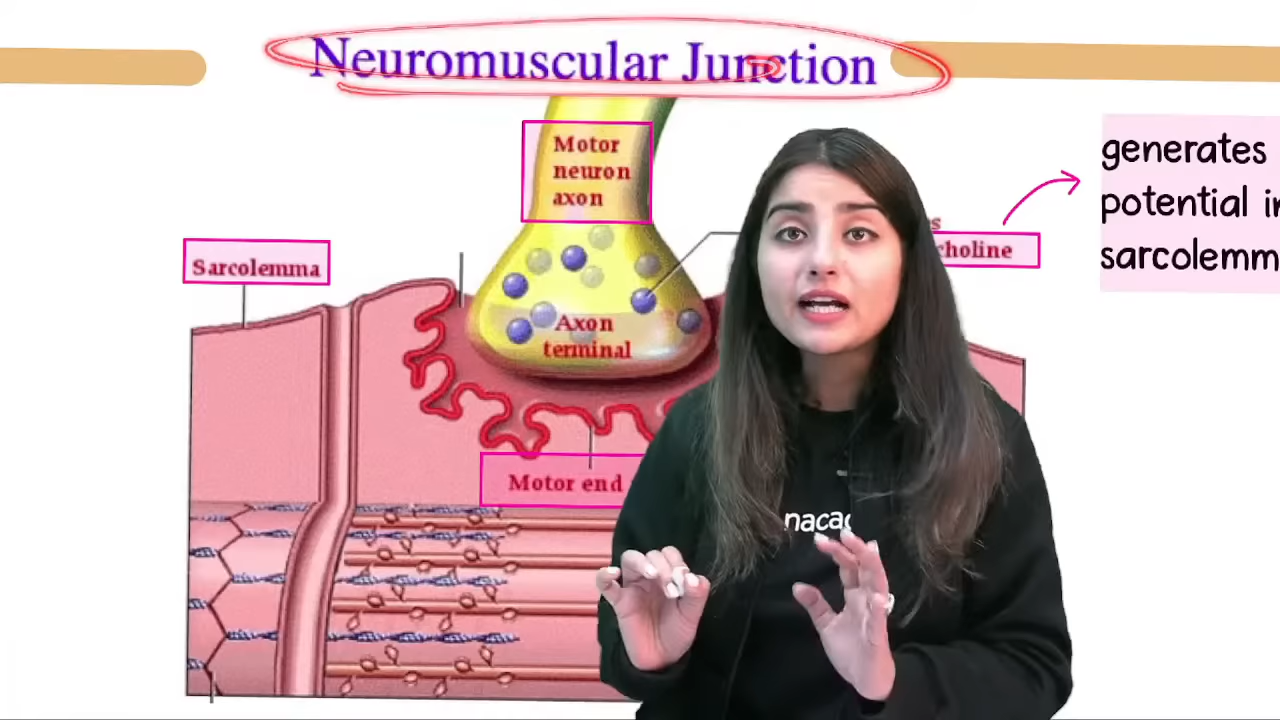 Neuromuscular Junction
Motor
neuron
axon
generates
potential in
sarcolemm
choline
Sarcolemma
Axon
terminal
Motor end
nacad